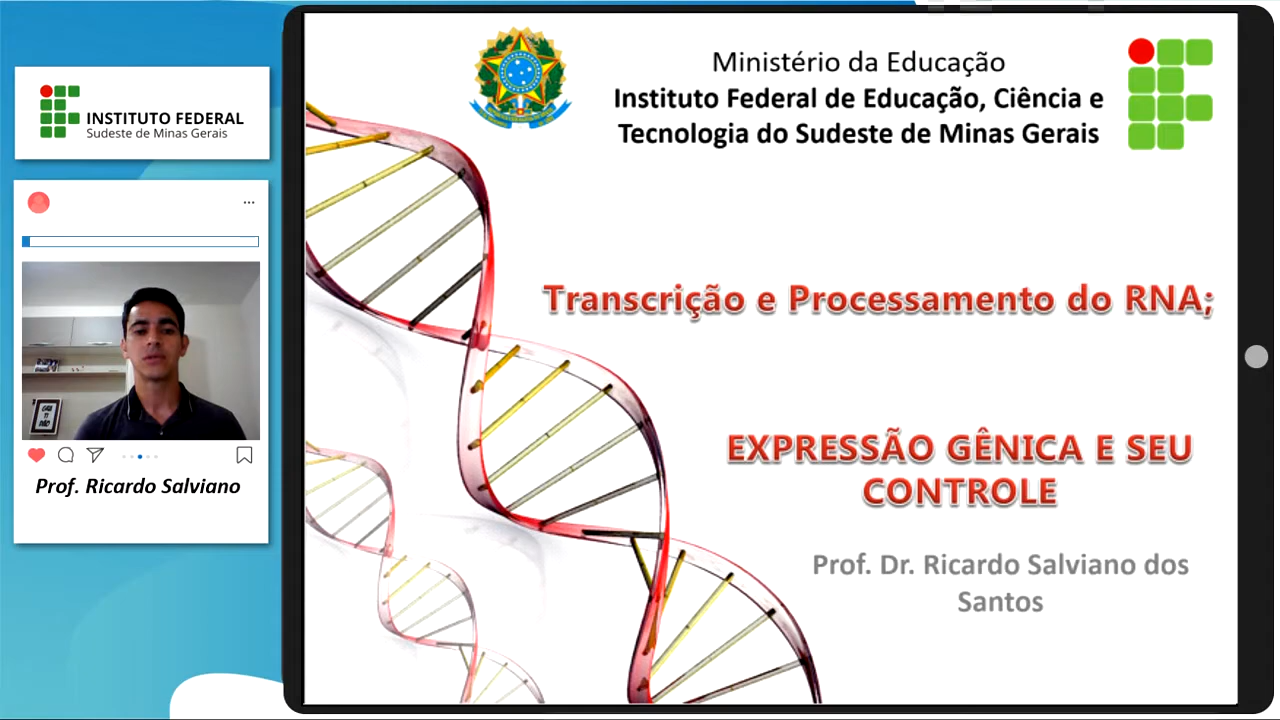 INSTITUTO FEDERAL
Sudeste de Minas Gerais
Prof. Ricardo Salviano
Ministério da Educação
Instituto Federal de Educação, Ciência e
Tecnologia do Sudeste de Minas Gerais
Transcrição e Processamento do RNA;
EXPRESSÃO GÊNICA E SEU
CONTROLE
Prof. Dr. Ricardo Salviano dos
Santos